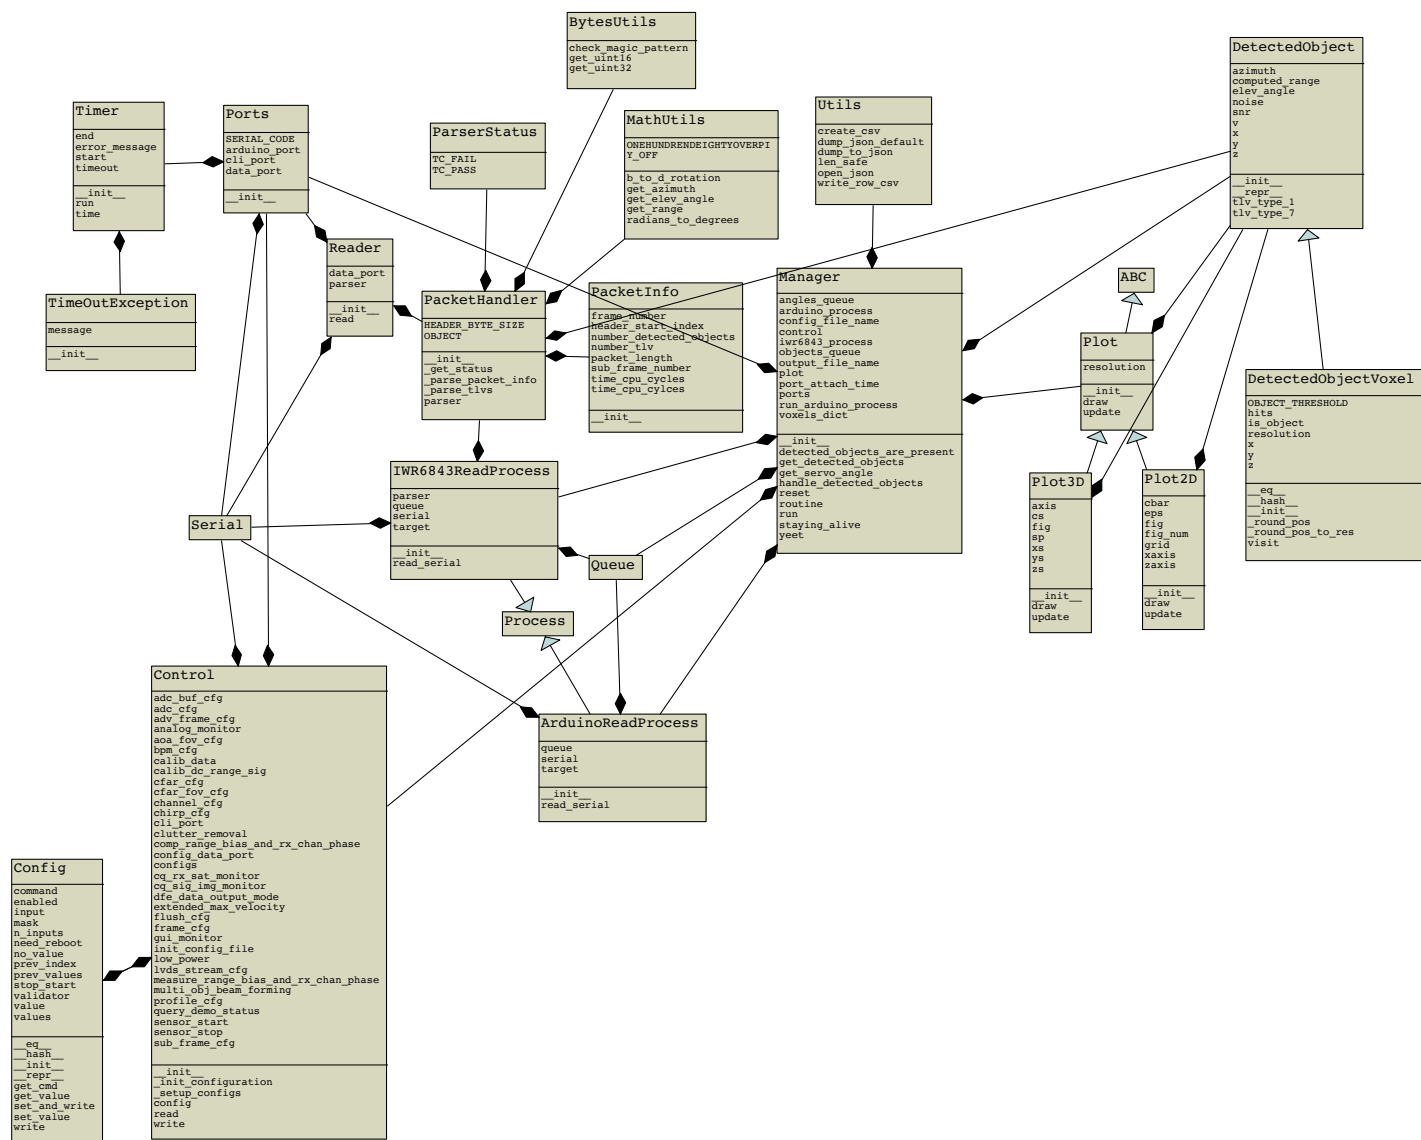 BytesUtils
check_magic_pattern
get_uint16
get_uint32
DetectedObject
azimuth
computed_range
elev_angle
noise
snr
v
x
y
z
__init__
__repr__
tlv_type_1
tlv_type_7
Timer
end
error_message
start
timeout
__init__
run
time
Ports
SERIAL_CODE
arduino_port
cli_port
data_port
__init__
ParserStatus
TC_FAIL
TC_PASS
MathUtils
ONEHUNDRENDEIGHTYOVERPI
Y_OFF
b_to_d_rotation
get_azimuth
get_elev_angle
get_range
radians_to_degrees
Utils
create_csv
dump_json_default
dump_to_json
len_safe
open_json
write_row_csv
Reader
data_port
parser
__init__
read
TimeOutException
message
__init__
PacketHandler
HEADER_BYTE_SIZE
OBJECT
__init__
_get_status
_parse_packet_info
_parse_tlvs
parser
PacketInfo
frame_number
header_start_index
number_detected_objects
number_tlv
packet_length
sub_frame_number
time_cpu_cycles
time_cpu_cylces
__init__
Manager
angles_queue
arduino_process
config_file_name
control
iwr6843_process
objects_queue
output_file_name
plot
port_attach_time
ports
run_arduino_process
voxels_dict
__init__
detected_objects_are_present
get_detected_objects
get_servo_angle
handle_detected_objects
reset
routine
run
staying_alive
yeet
ABC
Plot
resolution
__init__
draw
update
DetectedObjectVoxel
OBJECT_THRESHOLD
hits
is_object
resolution
x
y
z
__eq__
__hash__
__init__
_round_pos
_round_pos_to_res
visit
IWR6843ReadProcess
parser
queue
serial
target
__init__
read_serial
Plot3D
axis
cs
fig
sp
xs
ys
zs
__init__
draw
update
Plot2D
cbar
eps
fig
fig_num
grid
xaxis
zaxis
__init__
draw
update
Serial
Queue
Process
Control
adc_buf_cfg
adc_cfg
adv_frame_cfg
analog_monitor
aoa_fov_cfg
bpm_cfg
calib_data
calib_dc_range_sig
cfar_cfg
cfar_fov_cfg
channel_cfg
chirp_cfg
cli_port
clutter_removal
comp_range_bias_and_rx_chan_phase
config_data_port
configs
cq_rx_sat_monitor
cq_sig_img_monitor
dfe_data_output_mode
extended_max_velocity
flush_cfg
frame_cfg
gui_monitor
init_config_file
low_power
lvds_stream_cfg
measure_range_bias_and_rx_chan_phase
multi_obj_beam_forming
profile_cfg
query_demo_status
sensor_start
sensor_stop
sub_frame_cfg
__init__
_init_configuration
_setup_configs
config
read
write
ArduinoReadProcess
queue
serial
target
__init__
read_serial
Config
command
enabled
input
mask
n_inputs
need_reboot
no_value
prev_index
prev_values
stop_start
validator
value
values
__eq__
__hash__
__init__
__repr__
get_cmd
get_value
set_and_write
set_value
write